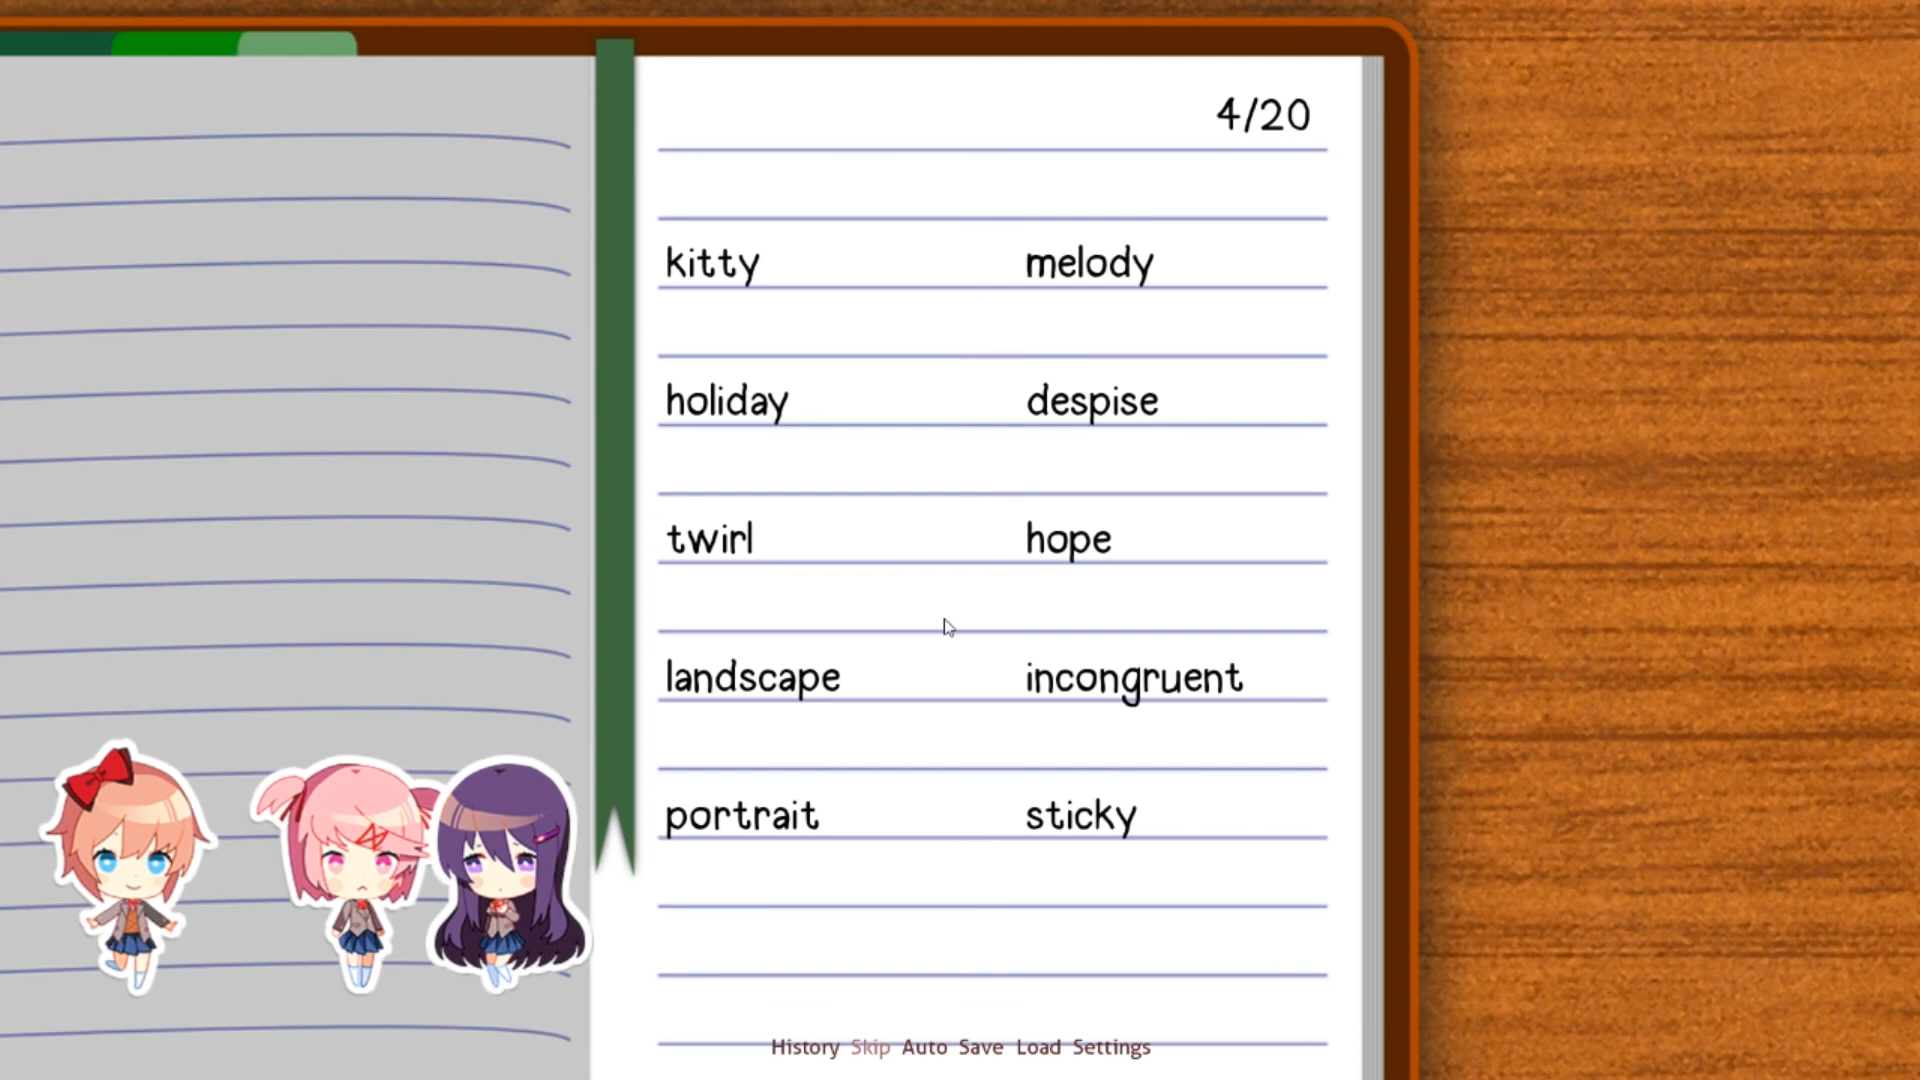 4/20
kitty melody
holiday despise
twirl hope
landscape incongruent
portrait sticky
History Skip Auto Save Load Settings